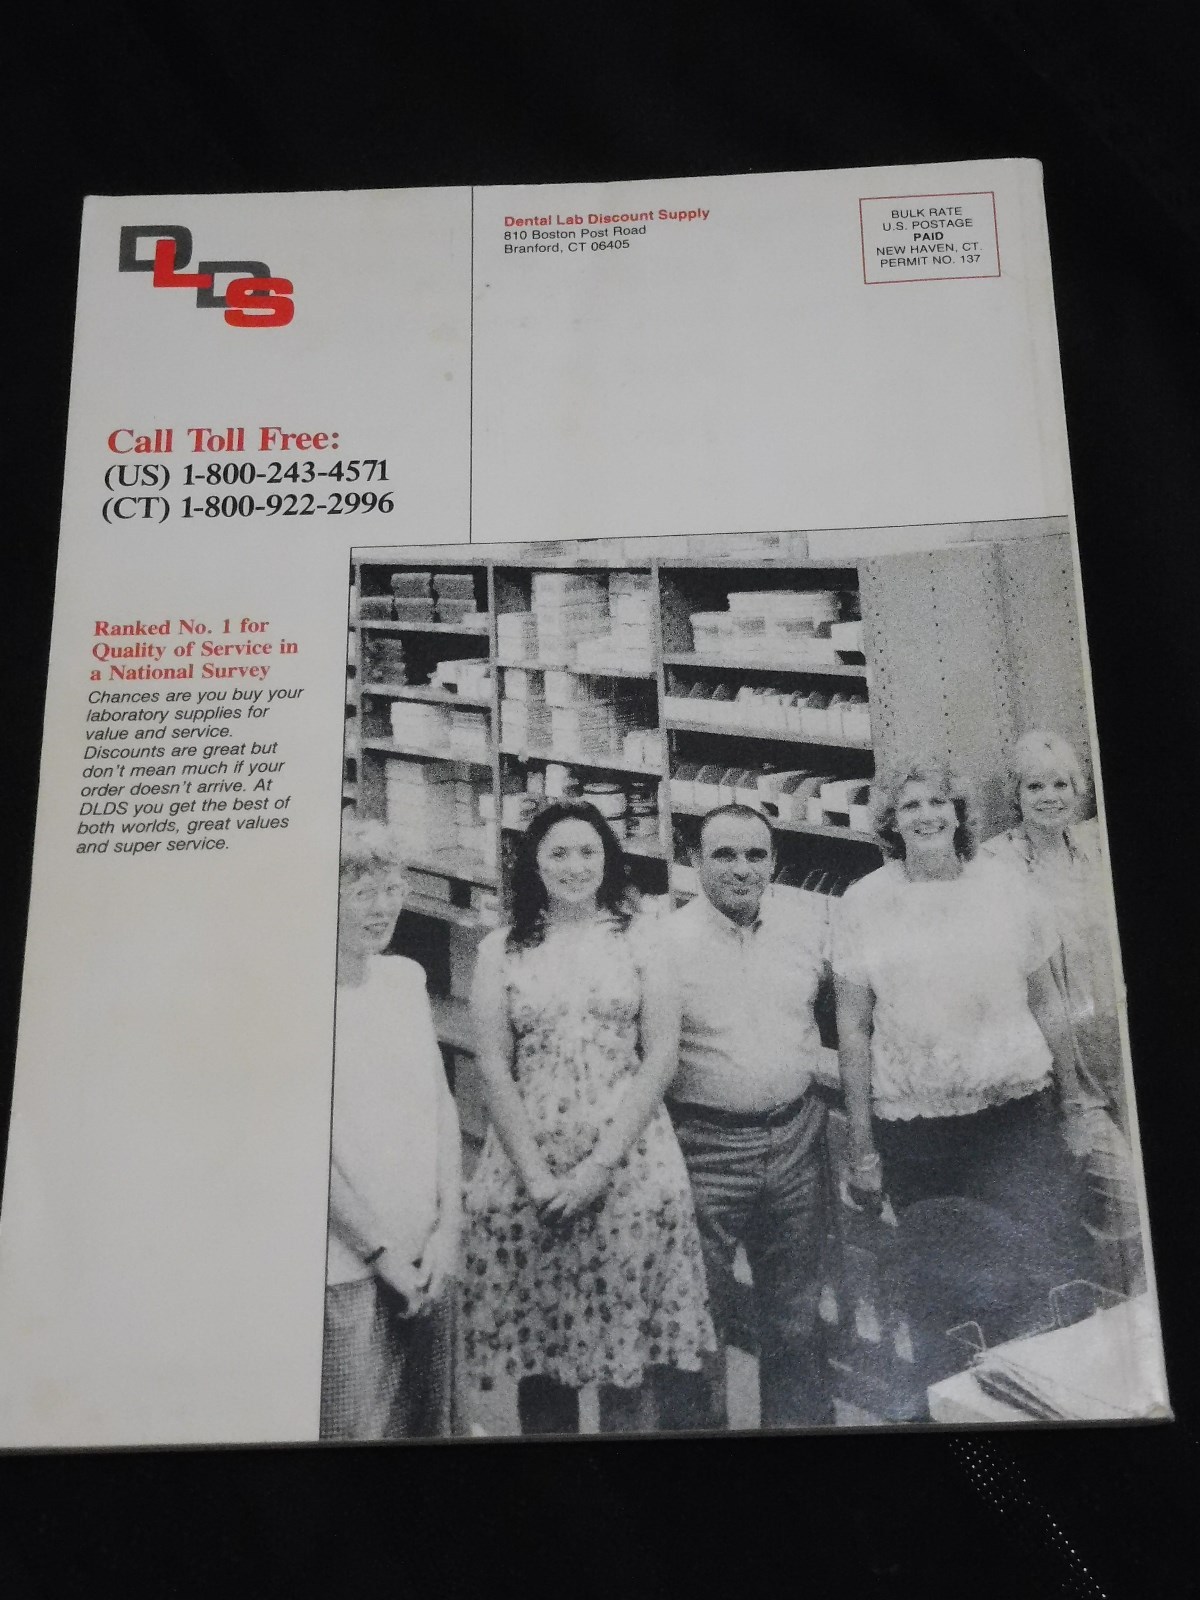 DLDS
Dental Lab Discount Supply
810 Boston Post Road
Branford, CT 06405
BULK RATE
U.S. POSTAGE
PAID
NEW HAVEN, CT.
PERMIT NO. 137
Call Toll Free:
(US) 1-800-243-4571
(CT) 1-800-922-2996
Ranked No. 1 for
Quality of Service in
a National Survey
Chances are you buy your
laboratory supplies for
value and service.
Discounts are great but
don't mean much if your
order doesn't arrive. At
DLDS you get the best of
both worlds, great values
and super service.